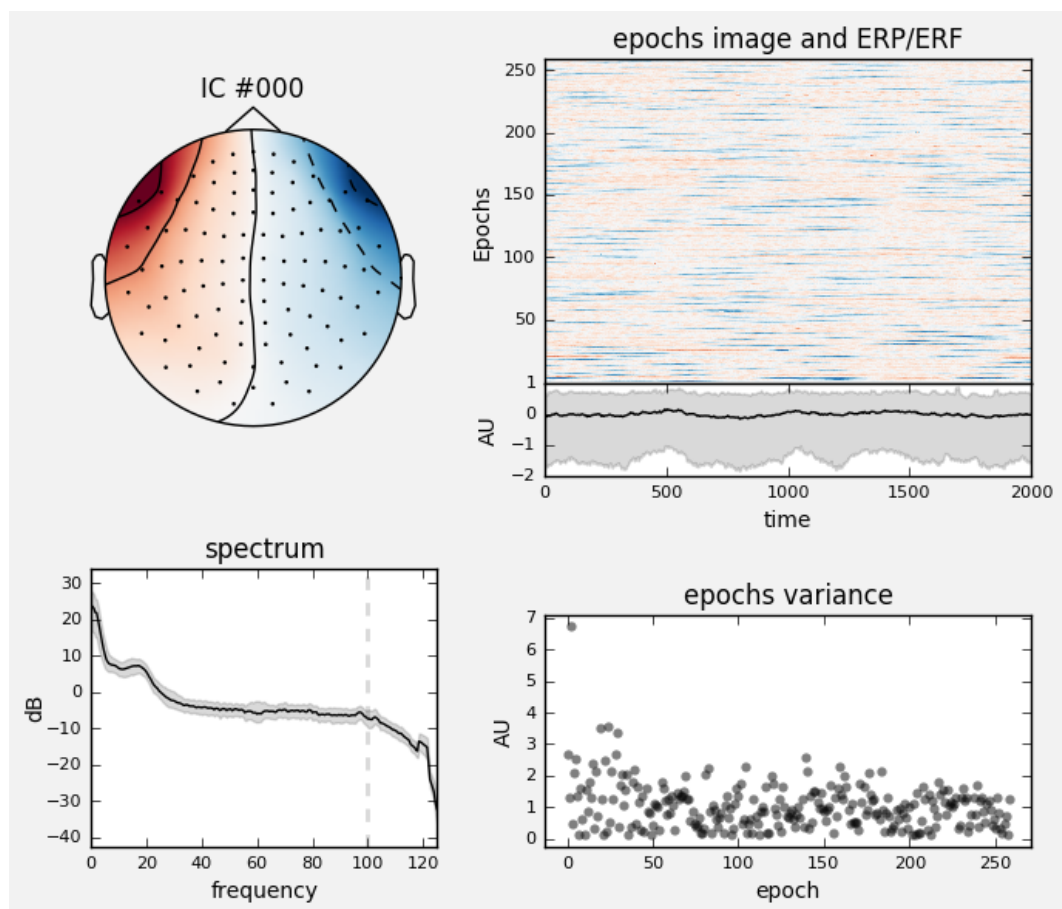 IC #000
epochs image and ERP/ERF
Epochs
250
200
150
100
50
1
AU
0
−1
−2
0 500 1000 1500 2000
time
spectrum
dB
30
20
10
0
−10
−20
−30
−40
0 20 40 60 80 100 120
frequency
epochs variance
AU
7
6
5
4
3
2
1
0
0 50 100 150 200 250
epoch